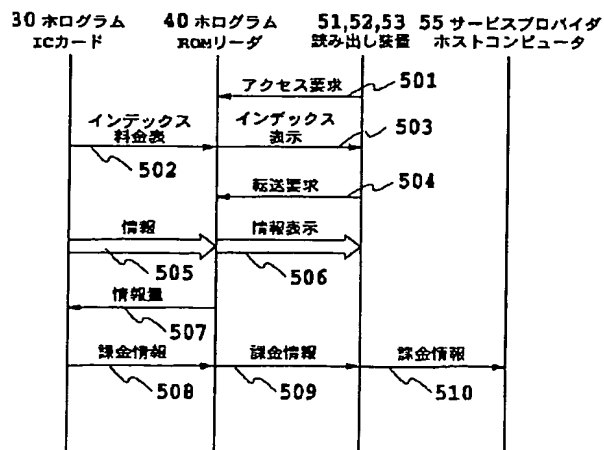 30 ホログラム
ICカード
40 ホログラム
ROMリーダ
51,52,53
読み出し装置
55 サービスプロバイダ
ホストコンピュータ
アクセス要求
501
インデックス
料金表
502
インデックス
表示
503
転送要求
504
情報
505
情報表示
506
情報量
507
課金情報
508
課金情報
509
課金情報
510